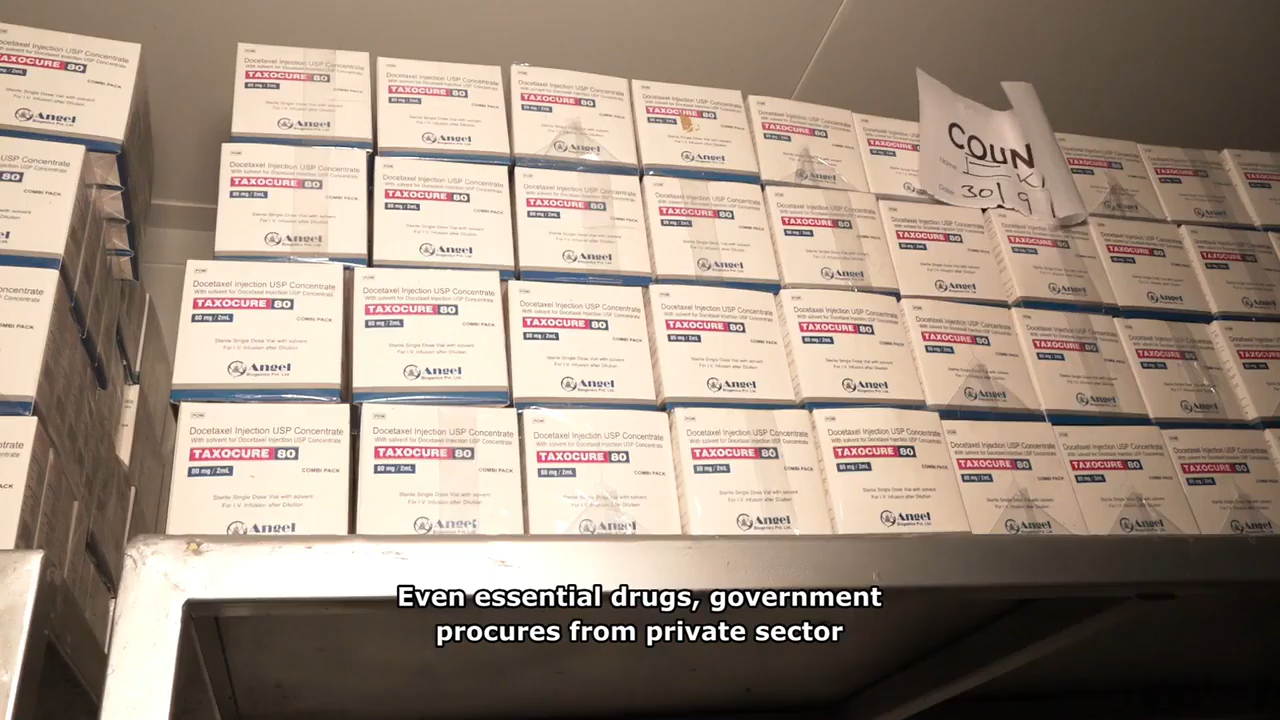 Docetaxel Injection USP Concentrate
With solvent for Docetaxel Injection USP Concentrate
TAXOCURE 80
80 mg / 2mL
COMBI PACK
Sterile Single Dose Vial with solvent
For I.V. Infusion after Dilution
Angel
Biogenics Pvt. Ltd.
COUN
30/9
Even essential drugs, government
procures from private sector